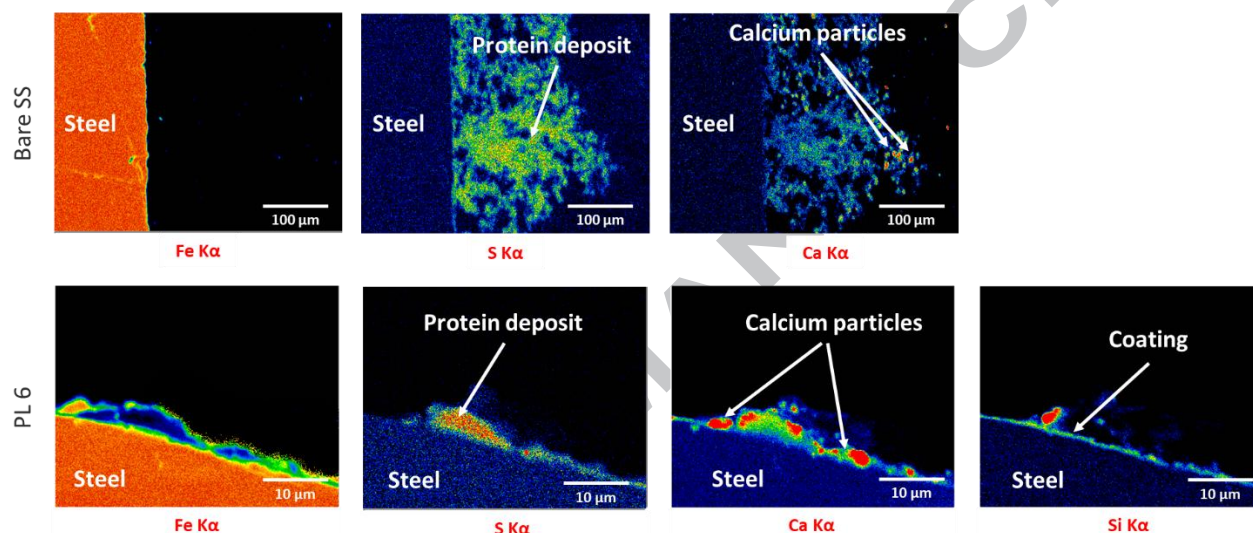 Bare SS
Steel
100 µm
Fe Kα
Protein deposit
Steel
100 µm
S Kα
Calcium particles
Steel
100 µm
Ca Kα
PL 6
Steel
10 µm
Fe Kα
Protein deposit
Steel
10 µm
S Kα
Calcium particles
Steel
10 µm
Ca Kα
Coating
Steel
10 µm
Si Kα